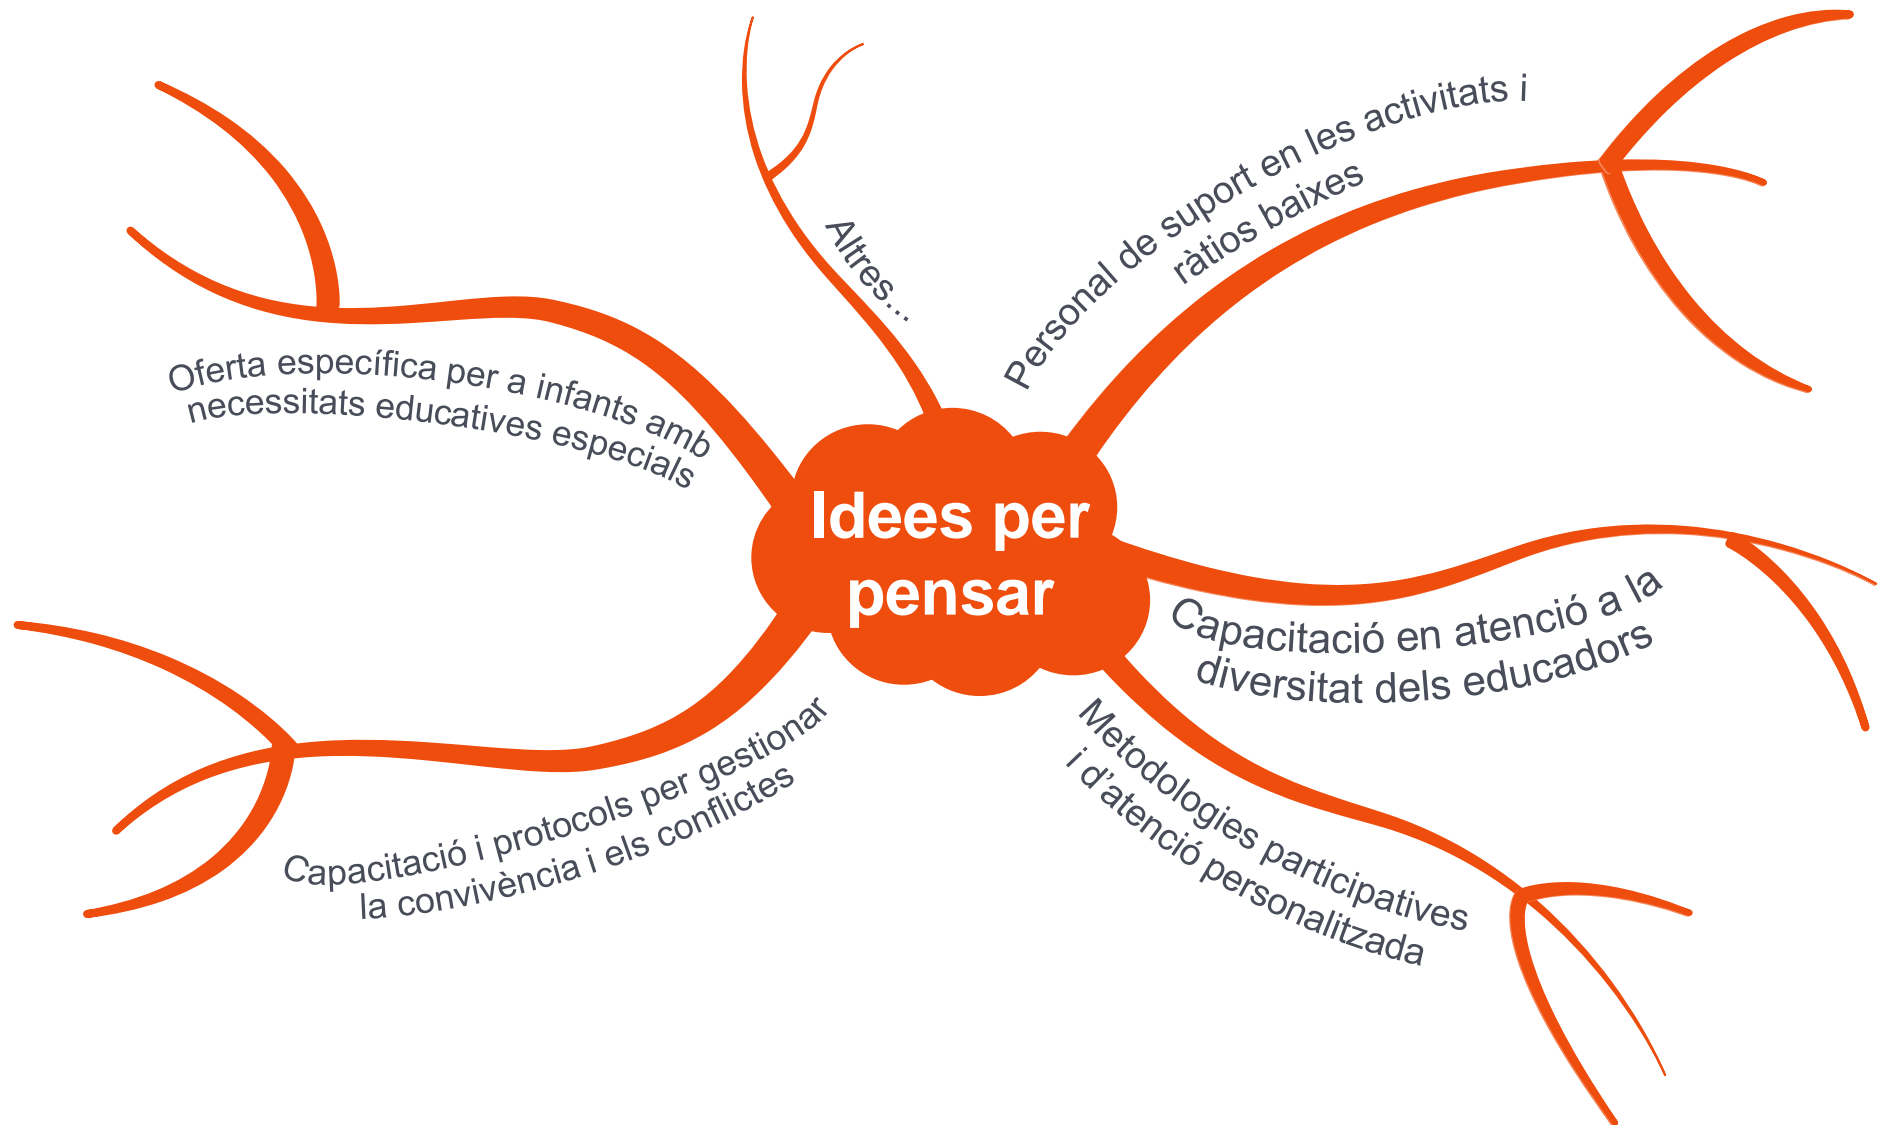 Idees per
pensar
Altres...
Personal de suport en les activitats i
ràtios baixes
Capacitació en atenció a la
diversitat dels educadors
Metodologies participatives
i d’atenció personalitzada
Capacitació i protocols per gestionar
la convivència i els conflictes
Oferta específica per a infants amb
necessitats educatives especials